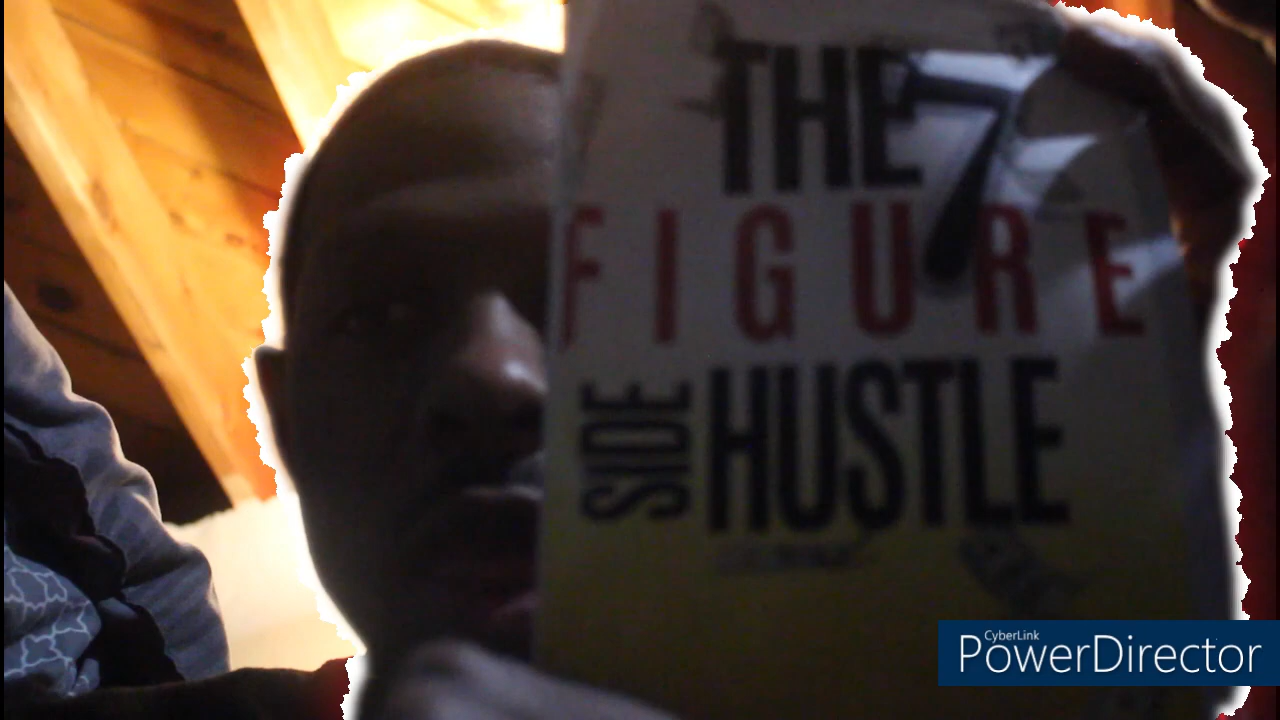 THE 7
FIGURE
SIDE HUSTLE
CyberLink
PowerDirector